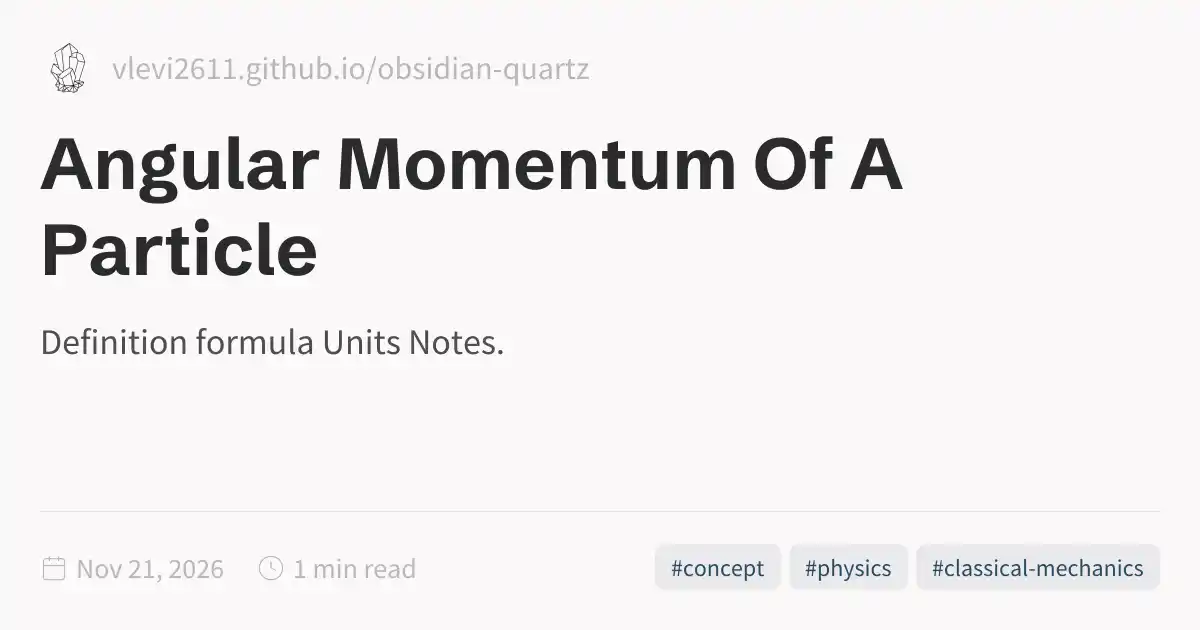 vlevi2611.github.io/obsidian-quartz
Angular Momentum Of A
Particle
Definition formula Units Notes.
Nov 21, 2026 1 min read #concept #physics #classical-mechanics